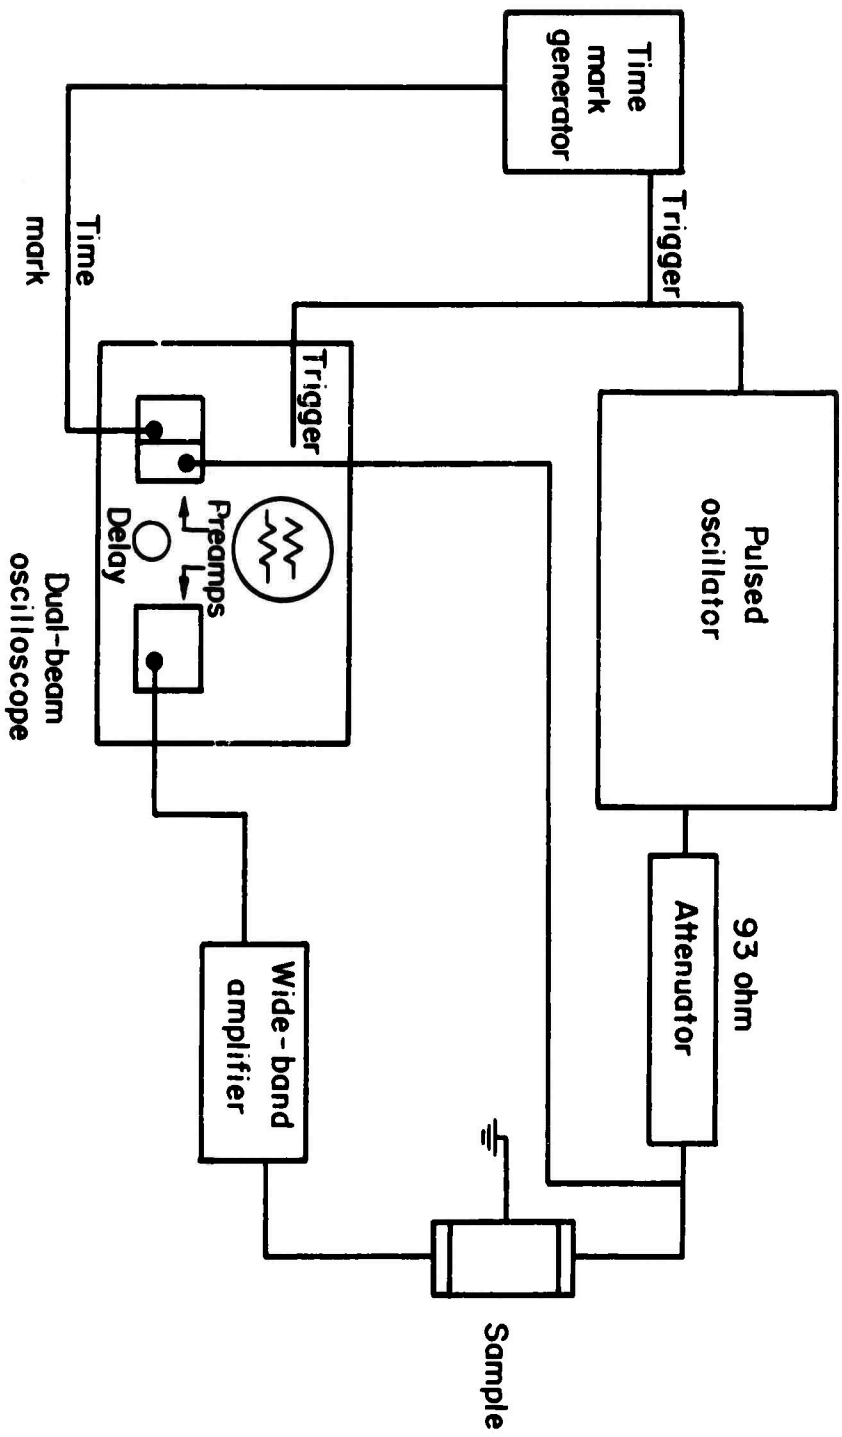 Time
mark
generator
Trigger
Pulsed
oscillator
93 ohm
Attenuator
Time
mark
Trigger
Preamps
Delay
Dual-beam
oscilloscope
Wide-band
amplifier
Sample